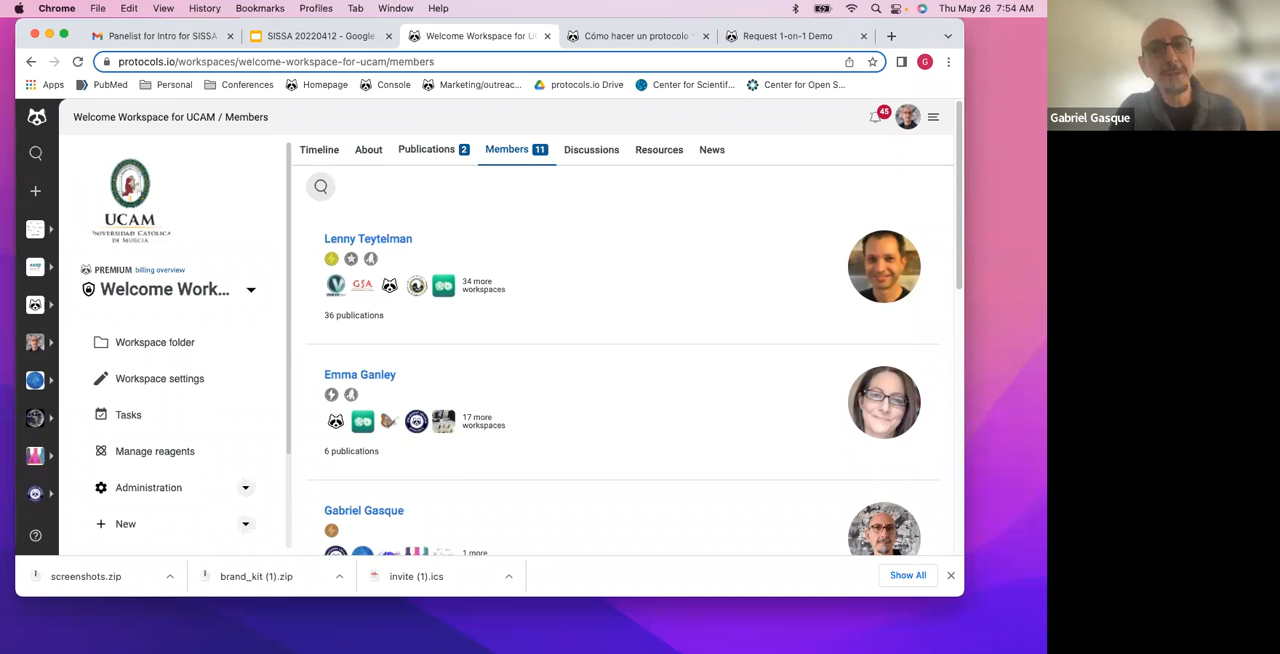 Chrome File Edit View History Bookmarks Profiles Tab Window Help Thu May 26 7:54 AM
Panelist for Intro for SISSA
SISSA 20220412 - Google
Welcome Workspace for U
Cómo hacer un protocolo
Request 1-on-1 Demo
protocols.io/workspaces/welcome-workspace-for-ucam/members
G
Apps PubMed Personal Conferences Homepage Console Marketing/outreac... protocols.io Drive Center for Scientif... Center for Open S...
Welcome Workspace for UCAM / Members
45
Timeline About Publications 2 Members 11 Discussions Resources News
UCAM
UNIVERSIDAD CATÓLICA
DE MURCIA
PREMIUM billing overview
Welcome Work...
Workspace folder
Workspace settings
Tasks
Manage reagents
Administration
New
Lenny Teytelman
GSA
34 more
workspaces
36 publications
Emma Ganley
17 more
workspaces
6 publications
Gabriel Gasque
1 more
screenshots.zip
brand_kit (1).zip
invite (1).ics
Show All
Gabriel Gasque